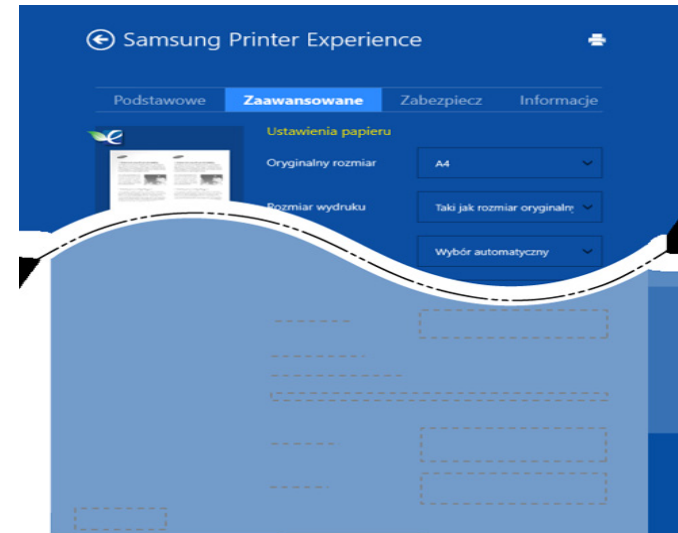 Samsung Printer Experience
Podstawowe Zaawansowane Zabezpiecz Informacje
Ustawienia papieru
Oryginalny rozmiar A4
Rozmiar wydruku Taki jak rozmiar oryginalny
Wybór automatyczny